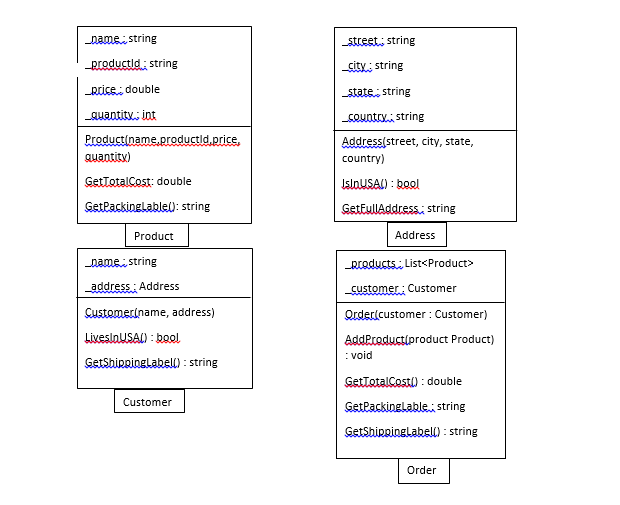 _name : string
_productId : string
_price : double
_quantity : int
Product(name,productId,price,
quantity)
GetTotalCost: double
GetPackingLable(): string
Product
_street : string
_city : string
_state : string
_country : string
Address(street, city, state,
country)
IsInUSA() : bool
GetFullAddress : string
Address
_name : string
_address : Address
Customer(name, address)
LivesInUSA() : bool
GetShippingLabel() : string
Customer
_products : List<Product>
_customer : Customer
Order(customer : Customer)
AddProduct(product Product)
: void
GetTotalCost() : double
GetPackingLable : string
GetShippingLabel() : string
Order